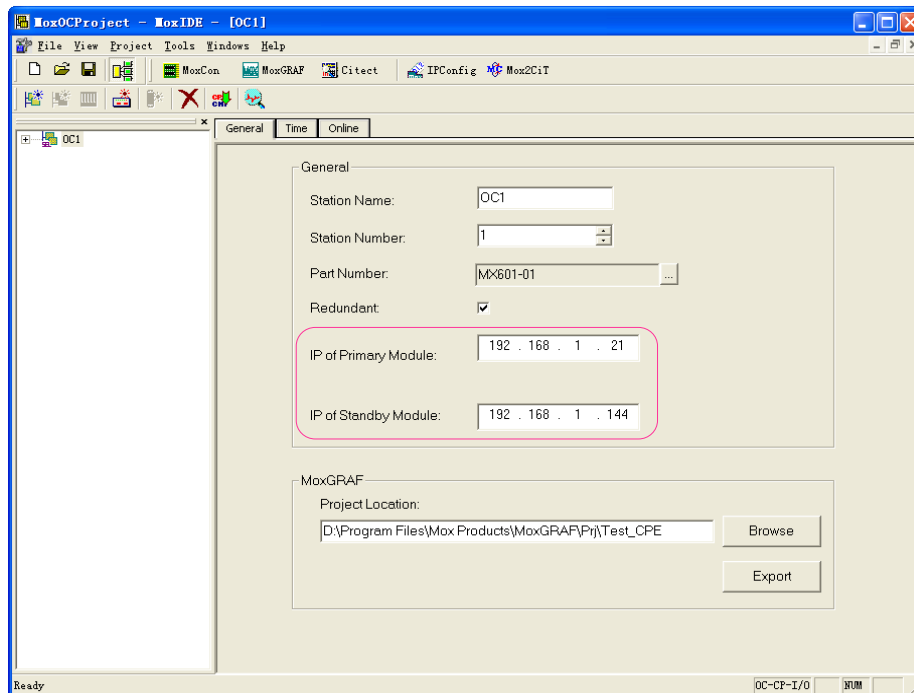 MoxOCProject - MoxIDE - [OC1]
File View Project Tools Windows Help
MoxCon MoxGRAF Citect IPConfig Mox2CiT
OC1
General Time Online
General
Station Name: OC1
Station Number: 1
Part Number: MX601-01 ...
Redundant:
IP of Primary Module: 192 . 168 . 1 . 21
IP of Standby Module: 192 . 168 . 1 . 144
MoxGRAF
Project Location:
D:\Program Files\Mox Products\MoxGRAF\Prj\Test_CPE Browse
Export
Ready OC-CP-I/O NUM